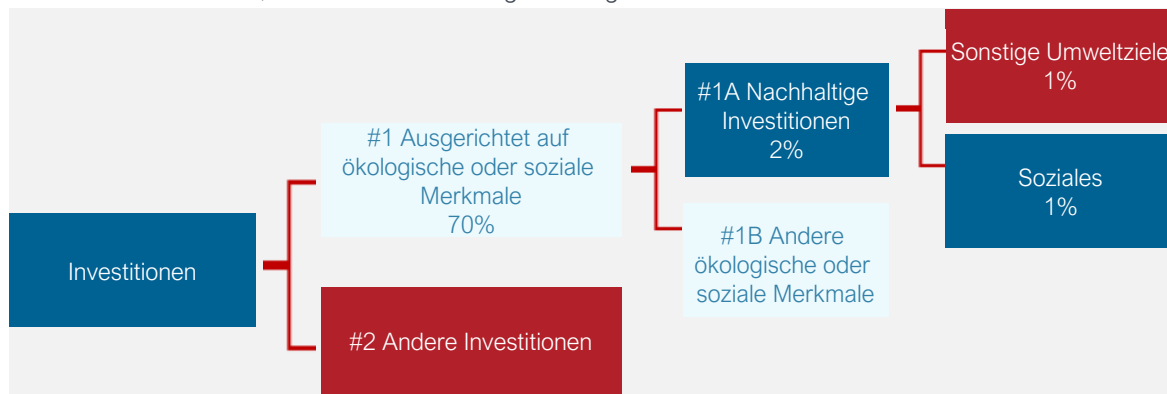 Investitionen
#1 Ausgerichtet auf
ökologische oder soziale
Merkmale
70%
#2 Andere Investitionen
#1A Nachhaltige
Investitionen
2%
#1B Andere
ökologische oder
soziale Merkmale
Sonstige Umweltziele
1%
Soziales
1%